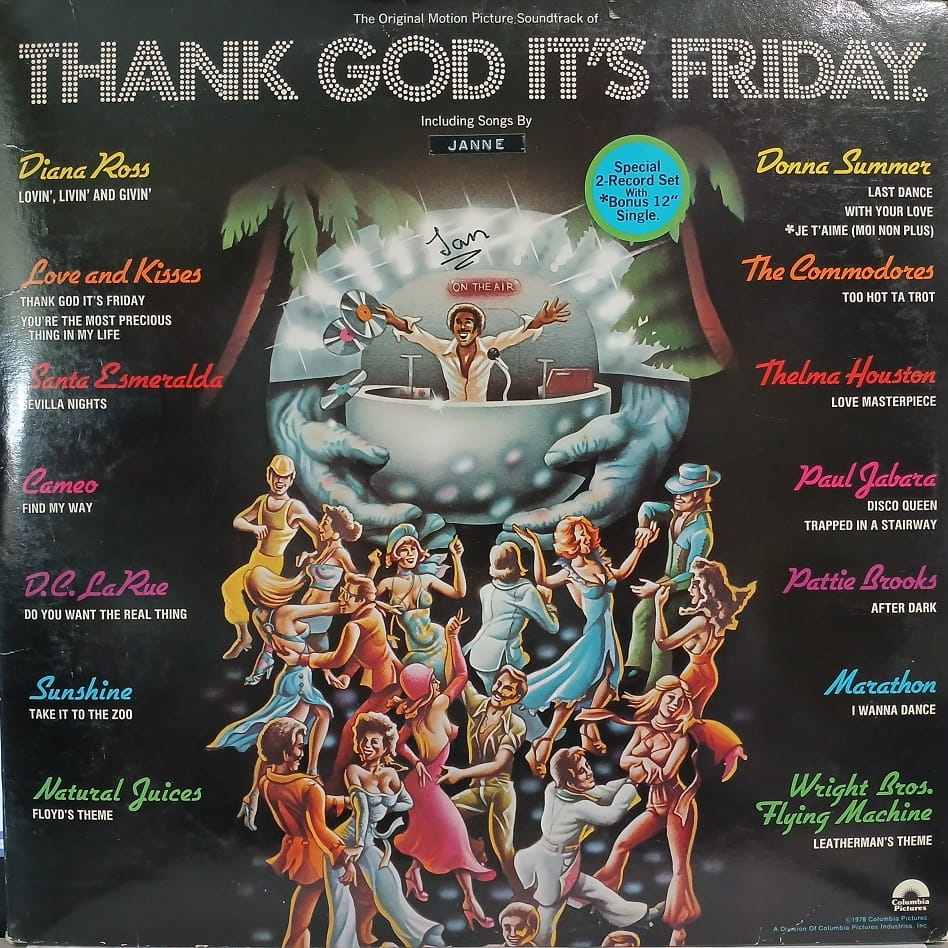 The Original Motion Picture Soundtrack of
THANK GOD IT'S FRIDAY.
Including Songs By
JANNE
Diana Ross
LOVIN', LIVIN' AND GIVIN'
Love and Kisses
THANK GOD IT'S FRIDAY
YOU'RE THE MOST PRECIOUS
THING IN MY LIFE
Santa Esmeralda
SEVILLA NIGHTS
Cameo
FIND MY WAY
D.C. LaRue
DO YOU WANT THE REAL THING
Sunshine
TAKE IT TO THE ZOO
Natural Juices
FLOYD'S THEME
Special
2-Record Set
With
*Bonus 12"
Single.
Jan
ON THE AIR
Donna Summer
LAST DANCE
WITH YOUR LOVE
*JE T'AIME (MOI NON PLUS)
The Commodores
TOO HOT TA TROT
Thelma Houston
LOVE MASTERPIECE
Paul Jabara
DISCO QUEEN
TRAPPED IN A STAIRWAY
Pattie Brooks
AFTER DARK
Marathon
I WANNA DANCE
Wright Bros.
Flying Machine
LEATHERMAN'S THEME
Columbia
Pictures
©1978 Columbia Pictures.
A Division Of Columbia Pictures Industries, Inc.